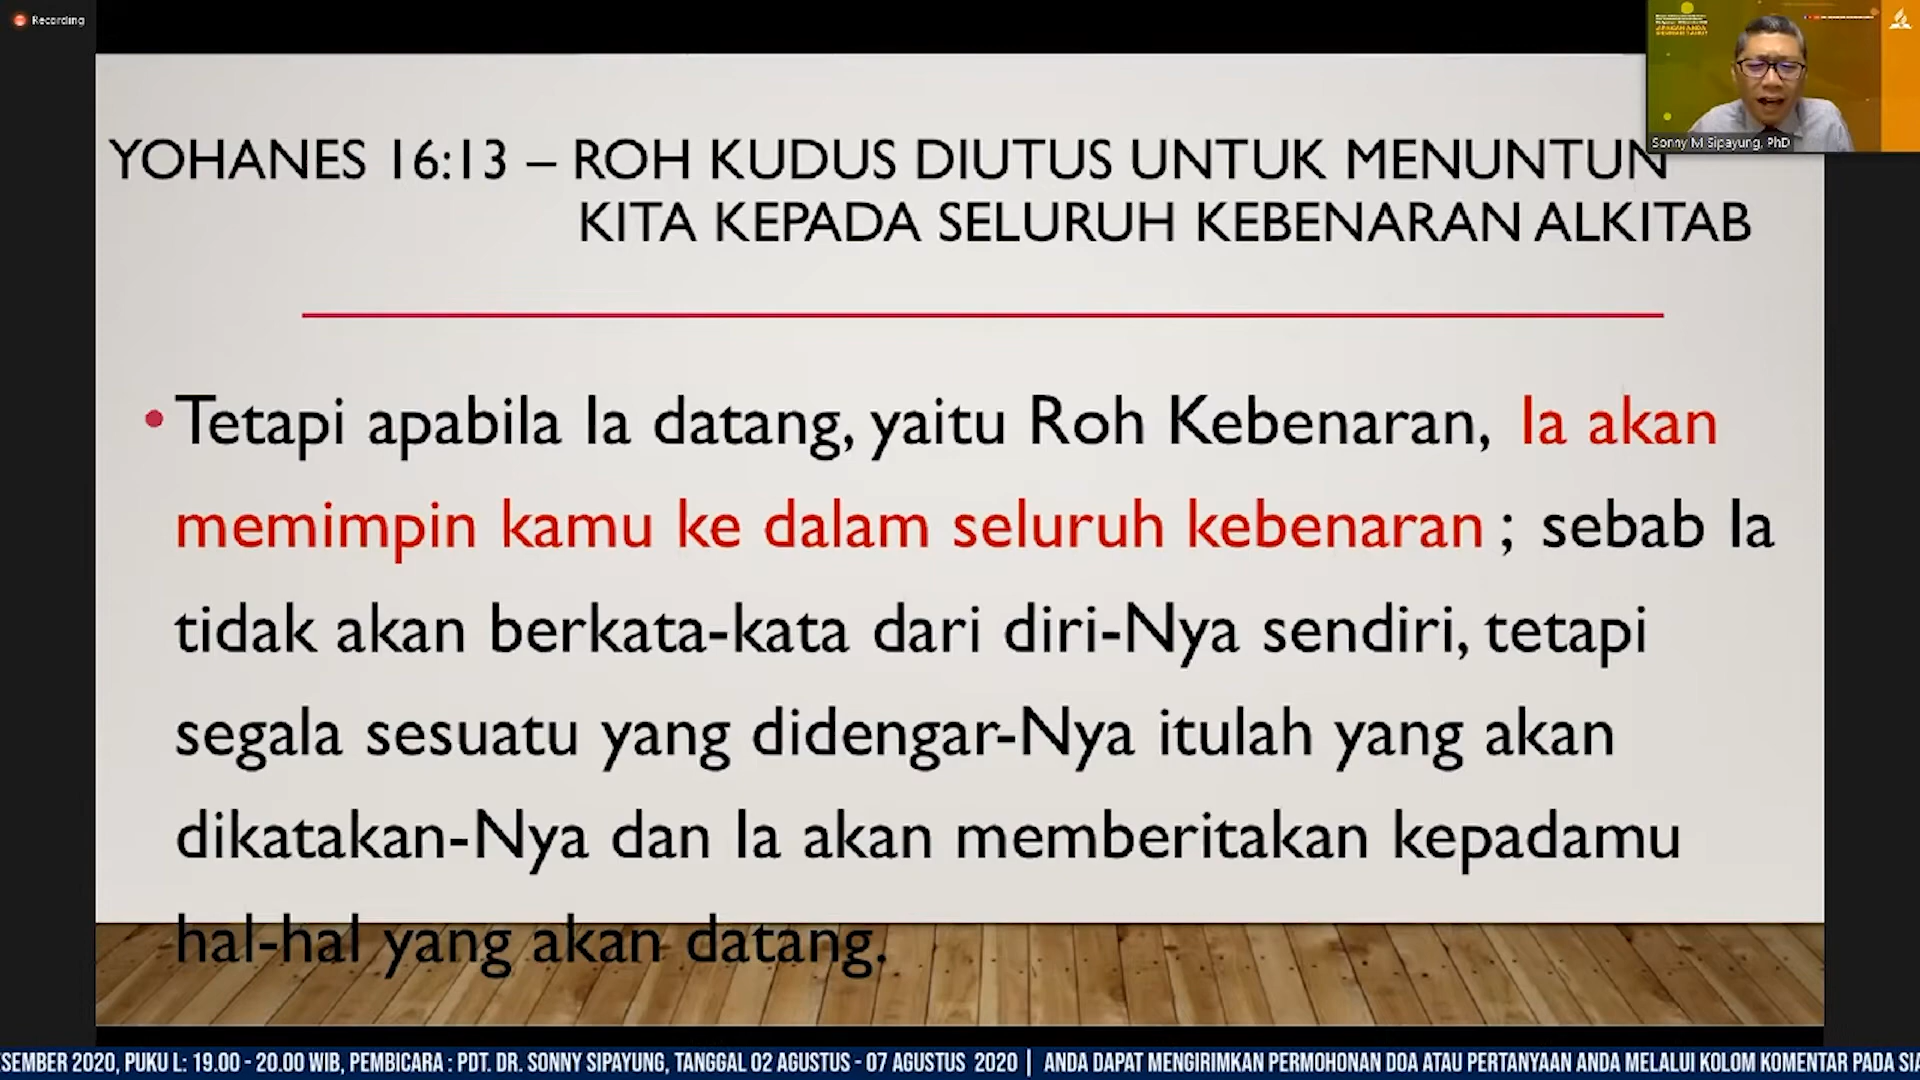 Recording
YOHANES 16:13 – ROH KUDUS DIUTUS UNTUK MENUNTUN
KITA KEPADA SELURUH KEBENARAN ALKITAB
Sonny M Sipayung, PhD
• Tetapi apabila Ia datang, yaitu Roh Kebenaran, Ia akan
memimpin kamu ke dalam seluruh kebenaran ; sebab Ia
tidak akan berkata-kata dari diri-Nya sendiri, tetapi
segala sesuatu yang didengar-Nya itulah yang akan
dikatakan-Nya dan Ia akan memberitakan kepadamu
hal-hal yang akan datang.
SEMBER 2020, PUKU L: 19.00 - 20.00 WIB, PEMBICARA : PDT. DR. SONNY SIPAYUNG, TANGGAL 02 AGUSTUS - 07 AGUSTUS 2020 | ANDA DAPAT MENGIRIMKAN PERMOHONAN DOA ATAU PERTANYAAN ANDA MELALUI KOLOM KOMENTAR PADA SIA